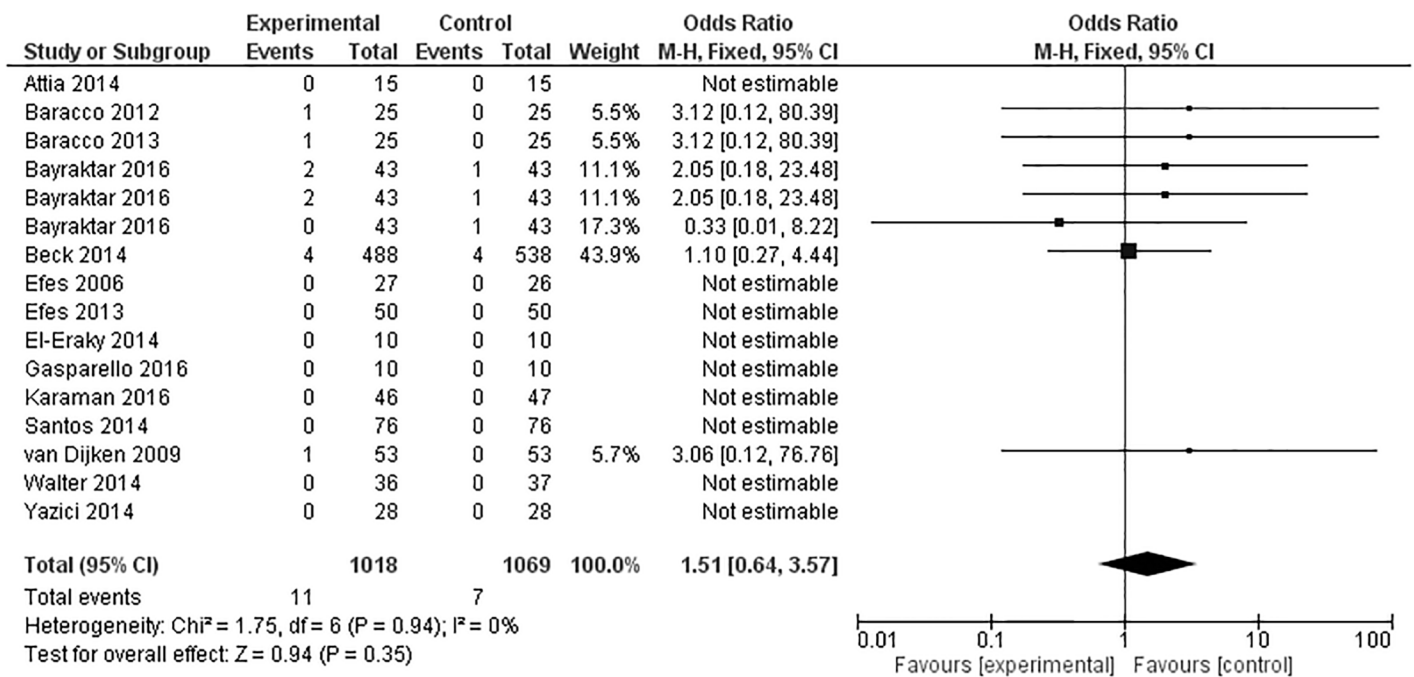 Experimental Control Odds Ratio Odds Ratio
Study or Subgroup Events Total Events Total Weight M-H, Fixed, 95% CI M-H, Fixed, 95% CI
Attia 2014 0 15 0 15 Not estimable
Baracco 2012 1 25 0 25 5.5% 3.12 [0.12, 80.39]
Baracco 2013 1 25 0 25 5.5% 3.12 [0.12, 80.39]
Bayraktar 2016 2 43 1 43 11.1% 2.05 [0.18, 23.48]
Bayraktar 2016 2 43 1 43 11.1% 2.05 [0.18, 23.48]
Bayraktar 2016 0 43 1 43 17.3% 0.33 [0.01, 8.22]
Beck 2014 4 488 4 538 43.9% 1.10 [0.27, 4.44]
Efes 2006 0 27 0 26 Not estimable
Efes 2013 0 50 0 50 Not estimable
El-Eraky 2014 0 10 0 10 Not estimable
Gasparello 2016 0 10 0 10 Not estimable
Karaman 2016 0 46 0 47 Not estimable
Santos 2014 0 76 0 76 Not estimable
van Dijken 2009 1 53 0 53 5.7% 3.06 [0.12, 76.76]
Walter 2014 0 36 0 37 Not estimable
Yazici 2014 0 28 0 28 Not estimable
Total (95% CI) 1018 1069 100.0% 1.51 [0.64, 3.57]
Total events 11 7
Heterogeneity: Chi² = 1.75, df = 6 (P = 0.94); I² = 0%
Test for overall effect: Z = 0.94 (P = 0.35)
0.01 0.1 1 10 100
Favours [experimental] Favours [control]